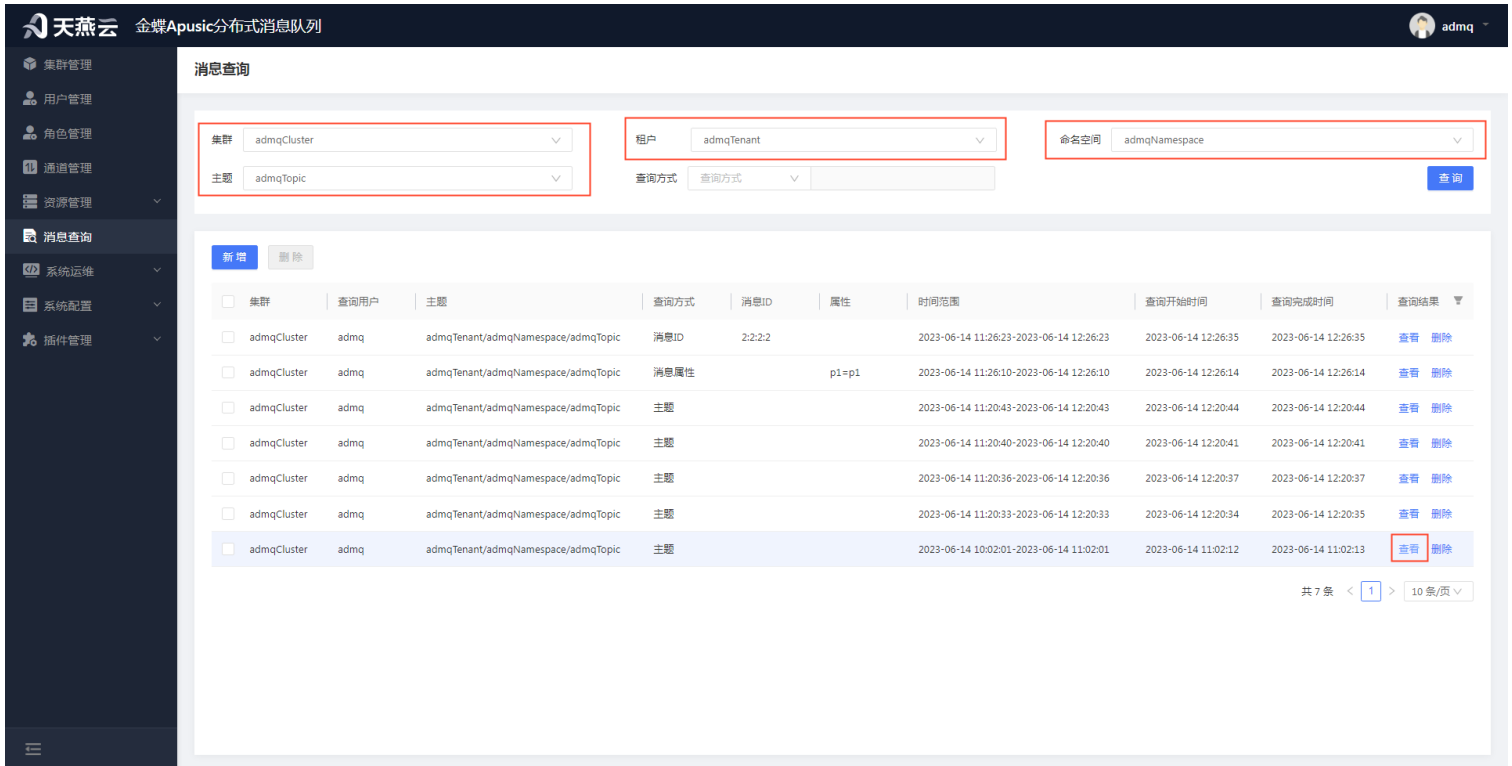 天燕云 金蝶Apusic分布式消息队列 admq
集群管理
用户管理
角色管理
通道管理
资源管理
消息查询
系统运维
系统配置
插件管理
消息查询
集群 admqCluster 租户 admqTenant 命名空间 admqNamespace
主题 admqTopic 查询方式 查询方式 查询
新增 删除
集群 查询用户 主题 查询方式 消息ID 属性 时间范围 查询开始时间 查询完成时间 查询结果
admqCluster admq admqTenant/admqNamespace/admqTopic 消息ID 2:2:2:2 2023-06-14 11:26:23-2023-06-14 12:26:23 2023-06-14 12:26:35 2023-06-14 12:26:35 查看 删除
admqCluster admq admqTenant/admqNamespace/admqTopic 消息属性 p1=p1 2023-06-14 11:26:10-2023-06-14 12:26:10 2023-06-14 12:26:14 2023-06-14 12:26:14 查看 删除
admqCluster admq admqTenant/admqNamespace/admqTopic 主题 2023-06-14 11:20:43-2023-06-14 12:20:43 2023-06-14 12:20:44 2023-06-14 12:20:44 查看 删除
admqCluster admq admqTenant/admqNamespace/admqTopic 主题 2023-06-14 11:20:40-2023-06-14 12:20:40 2023-06-14 12:20:41 2023-06-14 12:20:41 查看 删除
admqCluster admq admqTenant/admqNamespace/admqTopic 主题 2023-06-14 11:20:36-2023-06-14 12:20:36 2023-06-14 12:20:37 2023-06-14 12:20:37 查看 删除
admqCluster admq admqTenant/admqNamespace/admqTopic 主题 2023-06-14 11:20:33-2023-06-14 12:20:33 2023-06-14 12:20:34 2023-06-14 12:20:35 查看 删除
admqCluster admq admqTenant/admqNamespace/admqTopic 主题 2023-06-14 10:02:01-2023-06-14 11:02:01 2023-06-14 11:02:12 2023-06-14 11:02:13 查看 删除
共 7 条 < 1 > 10 条/页